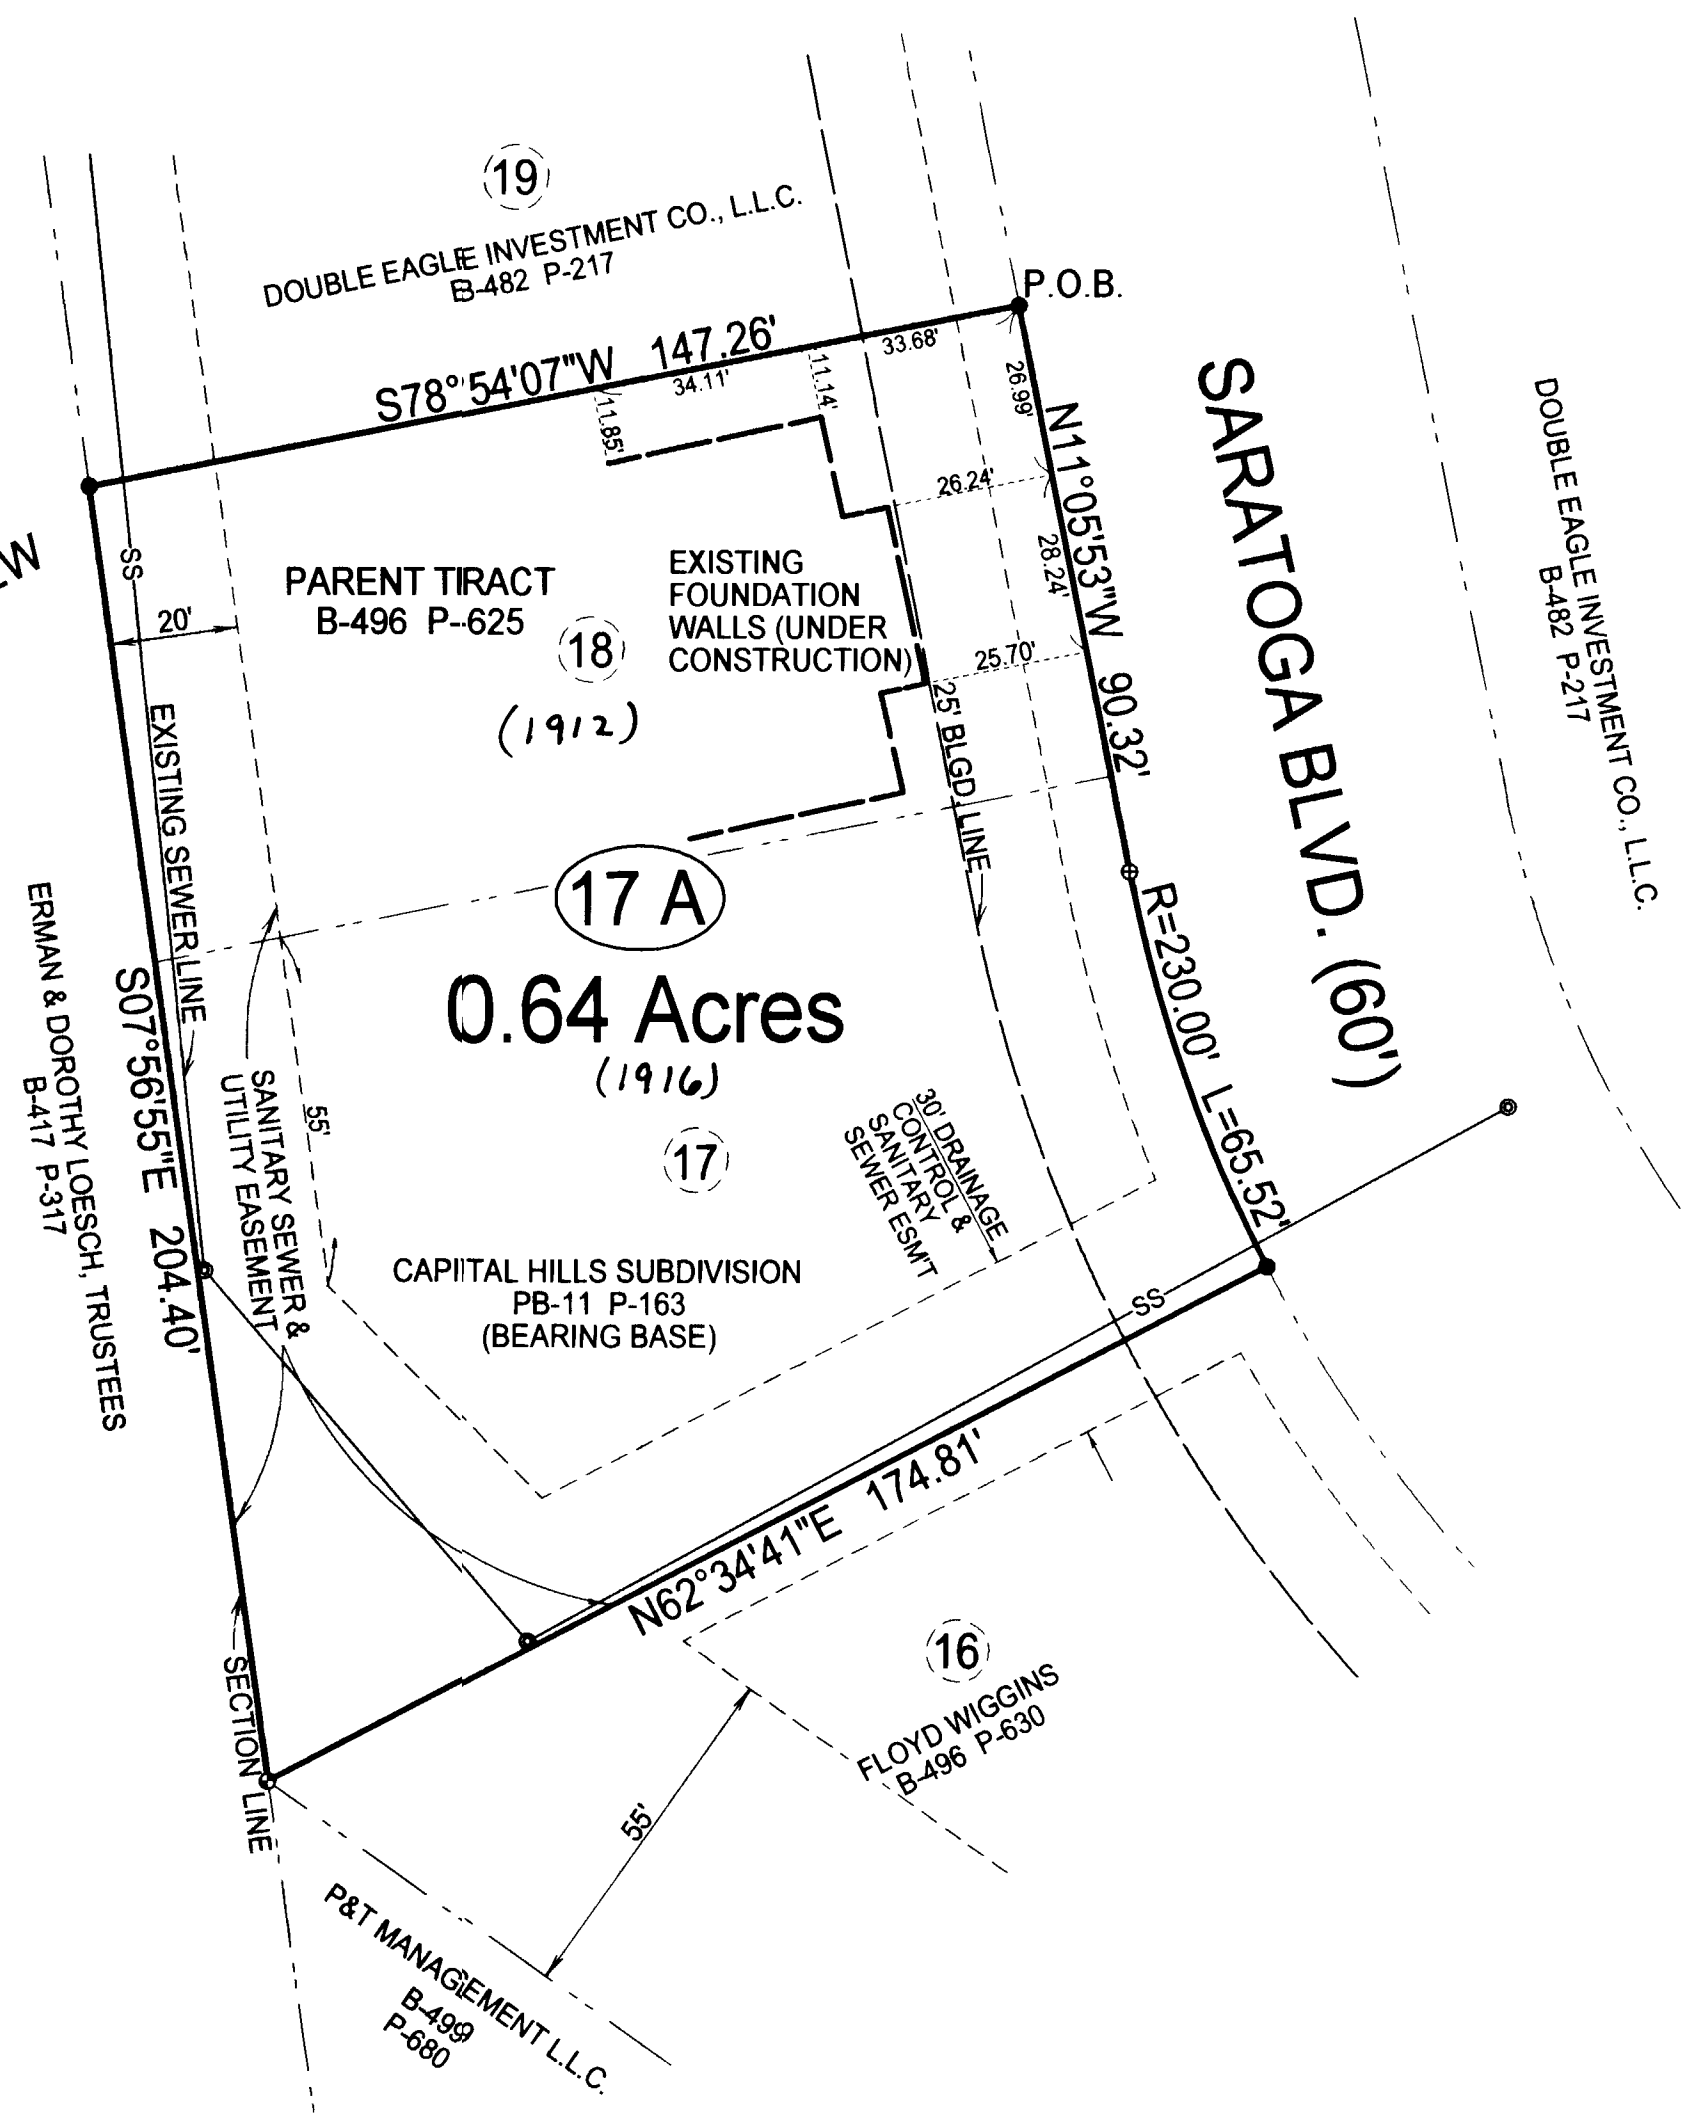 19
DOUBLE EAGLE INVESTMENT CO., L.L.C.
B-482 P-217
P.O.B.
S78°54'07"W 147.26'
33.68'
34.11'
11.14'
11.85'
26.99'
N11°05'53"W 90.32'
26.24'
28.24'
25.70'
SARATOGA BLVD. (60')
DOUBLE EAGLE INVESTMENT CO., L.L.C.
B-482 P-217
SS
20'
PARENT TRACT
B-496 P-625
18
(1912)
EXISTING
FOUNDATION
WALLS (UNDER
CONSTRUCTION)
25' BLGD. LINE
EXISTING SEWER LINE
17 A
0.64 Acres
(1916)
17
R=230.00' L=65.52'
ERMAN & DOROTHY LOESCH, TRUSTEES
B-417 P-317
S07°56'55"E 204.40'
SANITARY SEWER &
UTILITY EASEMENT
55'
30' DRAINAGE
CONTROL &
SANITARY
SEWER ESM'T
CAPITAL HILLS SUBDIVISION
PB-11 P-163
(BEARING BASE)
SS
N62°34'41"E 174.81'
SECTION LINE
16
FLOYD WIGGINS
B-496 P-630
55'
P&T MANAGEMENT L.L.C.
B-499
P-680